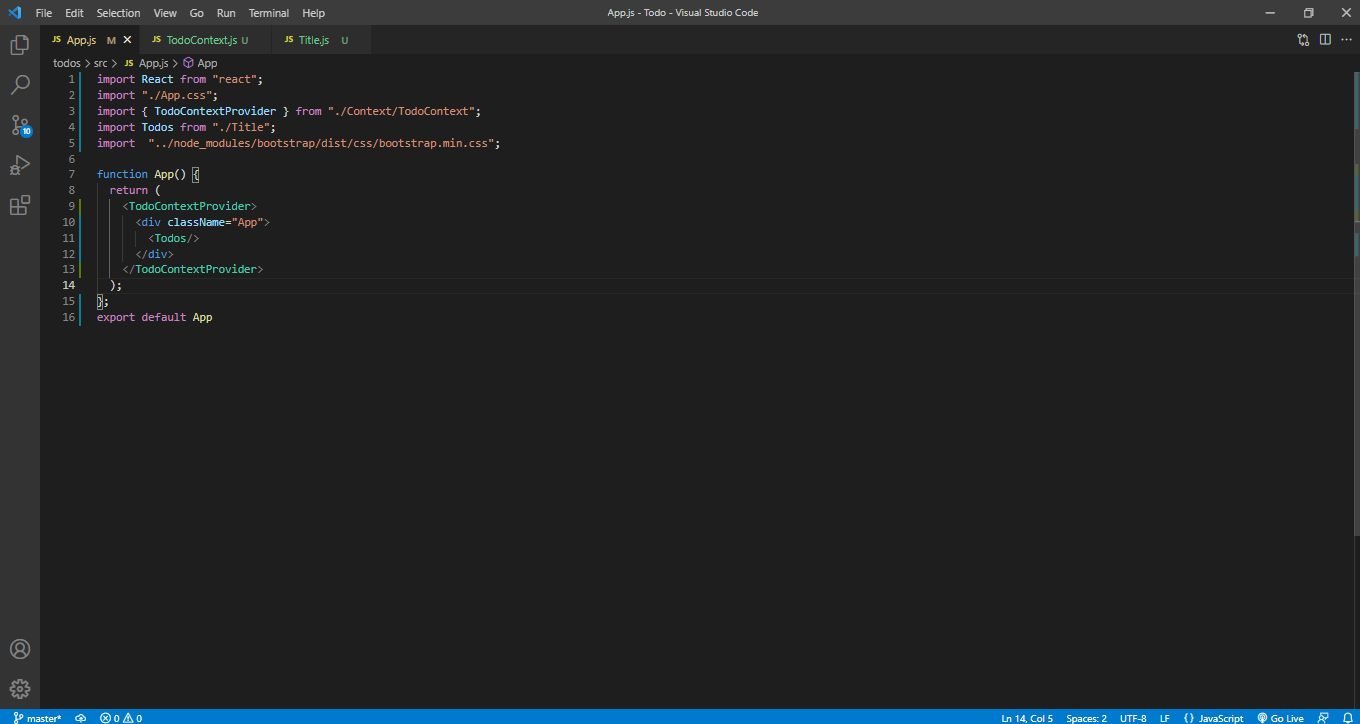 File Edit Selection View Go Run Terminal Help
App.js - Todo - Visual Studio Code
JS App.js M
JS TodoContext.js U
JS Title.js U
todos > src > JS App.js > App
1 import React from "react";
2 import "./App.css";
3 import { TodoContextProvider } from "./Context/TodoContext";
4 import Todos from "./Title";
5 import  "../node_modules/bootstrap/dist/css/bootstrap.min.css";
6
7 function App() {
8   return (
9     <TodoContextProvider>
10       <div className="App">
11         <Todos/>
12       </div>
13     </TodoContextProvider>
14   );
15 };
16 export default App
10
master* 0 0
Ln 14, Col 5 Spaces: 2 UTF-8 LF {} JavaScript Go Live